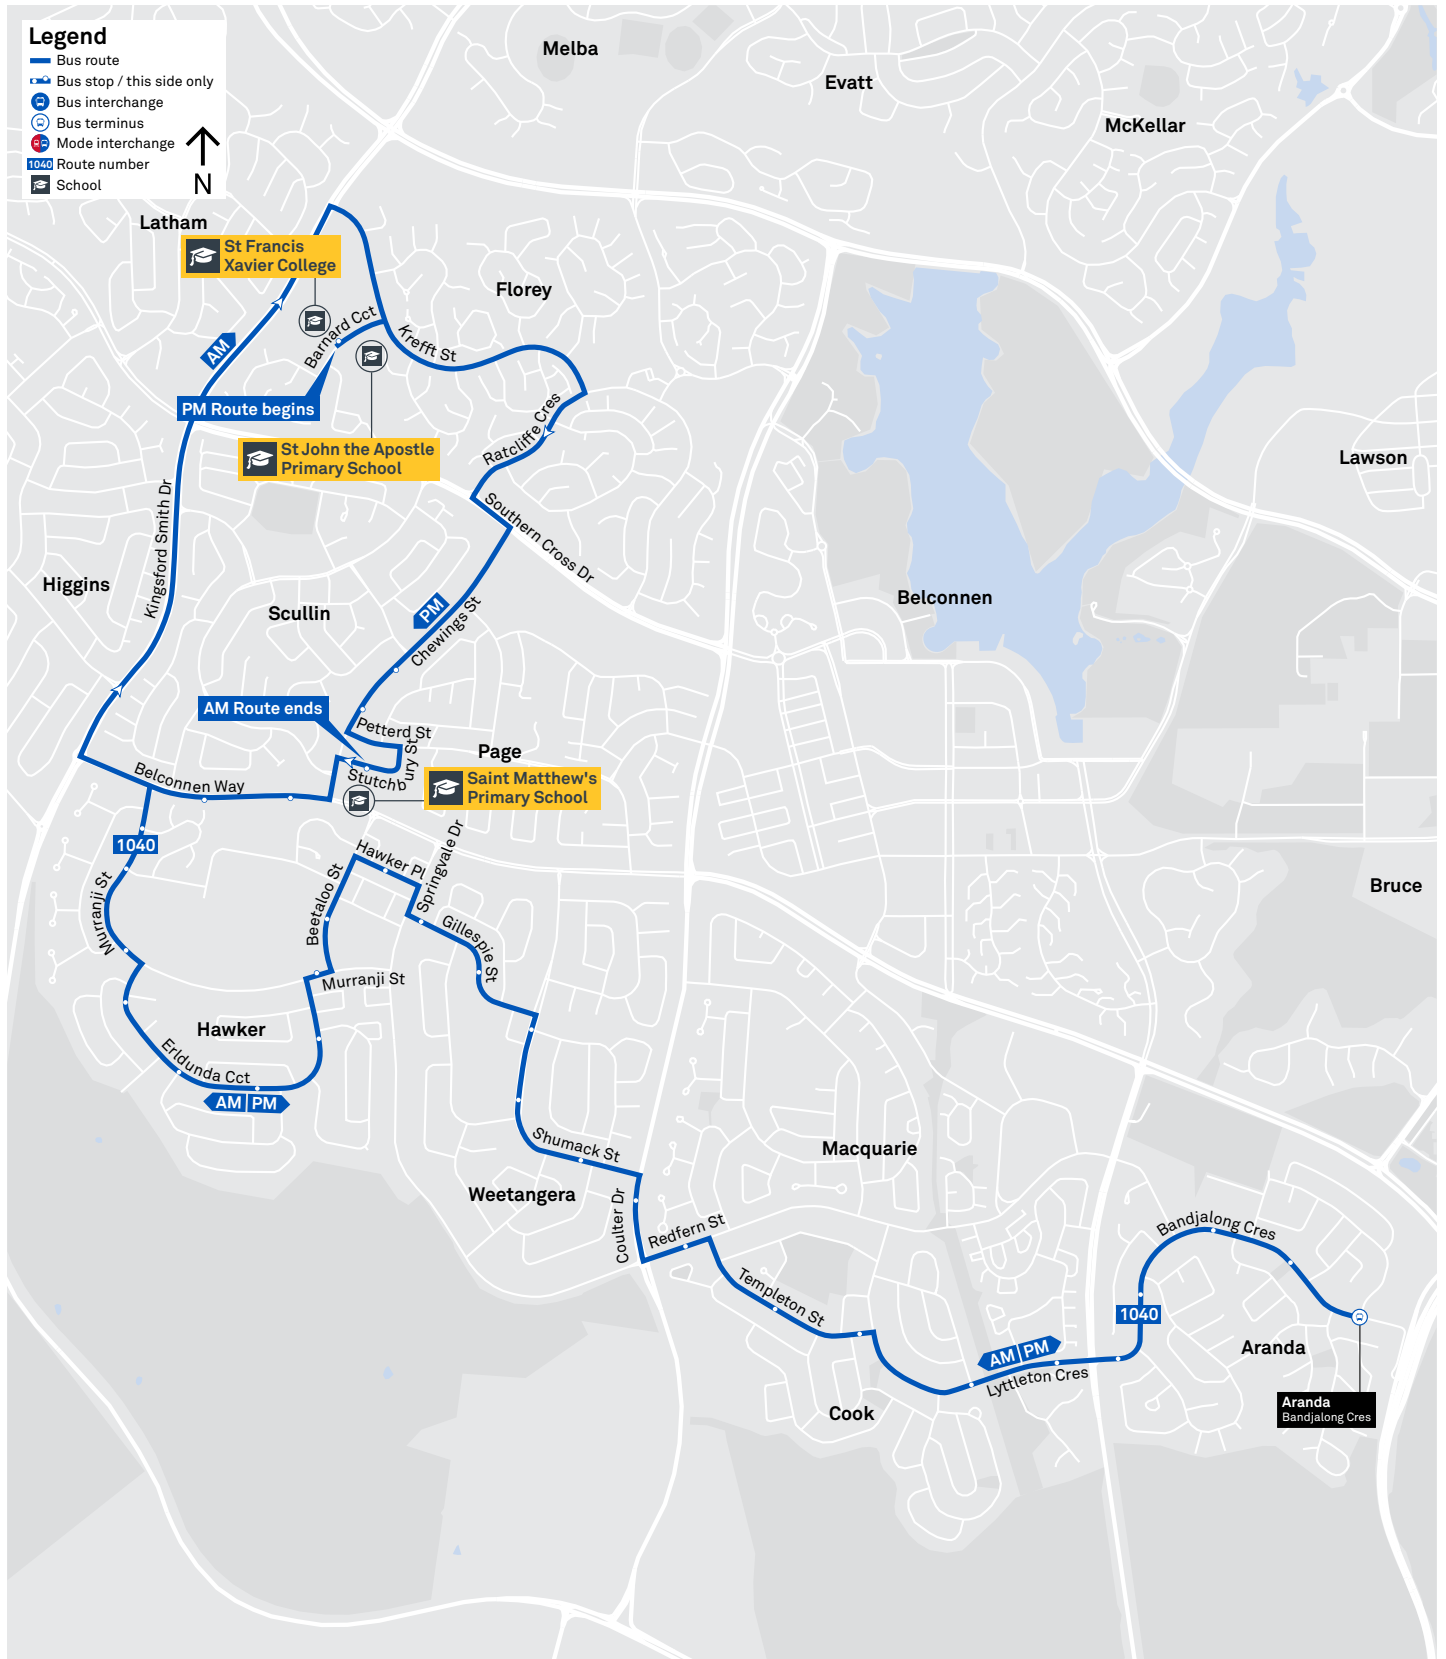 Legend
Bus route
Bus stop / this side only
Bus interchange
Bus terminus
Mode interchange
1040 Route number
School
N
Melba
Evatt
McKellar
Latham
St Francis
Xavier College
Florey
Barnard Cct
Krefft St
AM
PM Route begins
Ratcliffe Cres
St John the Apostle
Primary School
Lawson
Kingsford Smith Dr
Southern Cross Dr
Higgins
Scullin
Belconnen
PM
Chewings St
AM Route ends
Petterd St
Page
Stutchbury St
Belconnen Way
Saint Matthew's
Primary School
1040
Hawker Pl
Springvale Dr
Bruce
Murranji St
Beetaloo St
Gillespie St
Murranji St
Hawker
Erldunda Cct
AM PM
Shumack St
Macquarie
Weetangera
Coulter Dr
Redfern St
Bandjalong Cres
Templeton St
1040
AM PM
Lyttleton Cres
Aranda
Cook
Aranda
Bandjalong Cres